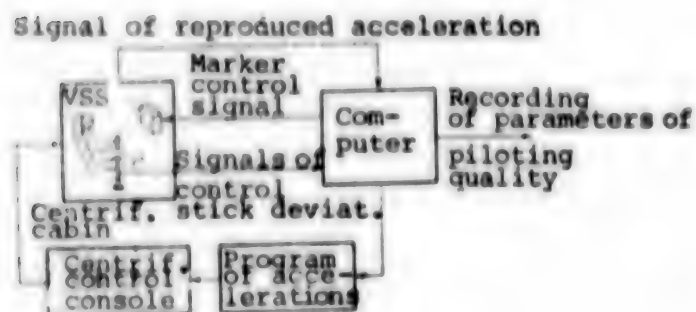 Signal of reproduced acceleration
Marker
control
signal
VSS
Com-
puter
Recording
of parameters of
piloting
quality
Signals of
control
stick deviat.
Centrif.
cabin
Centrif.
control
console
Program
of acce-
lerations